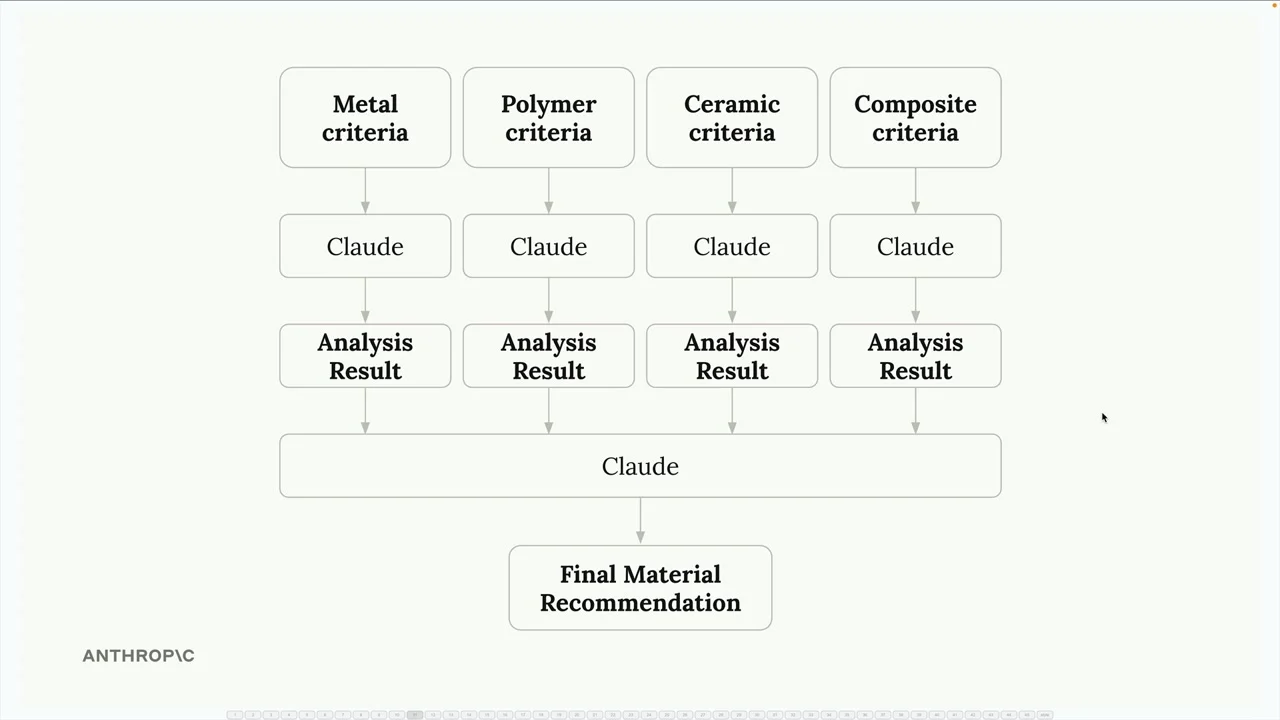 Metal
criteria
Polymer
criteria
Ceramic
criteria
Composite
criteria
Claude
Claude
Claude
Claude
Analysis
Result
Analysis
Result
Analysis
Result
Analysis
Result
Claude
Final Material
Recommendation
ANTHROP\C